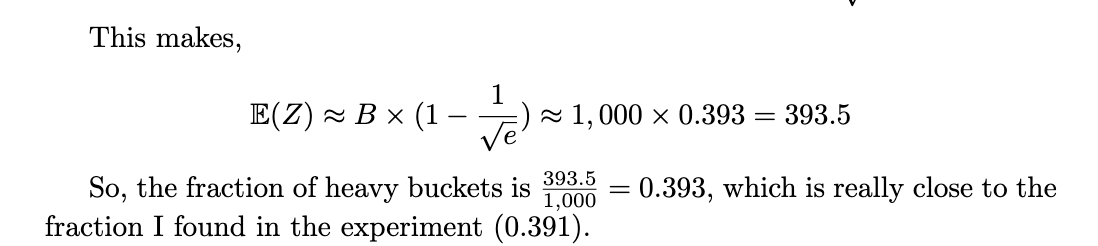 This makes,
𝔼(Z) ≈ B × (1 − 1/√e) ≈ 1,000 × 0.393 = 393.5
So, the fraction of heavy buckets is 393.5/1,000 = 0.393, which is really close to the
fraction I found in the experiment (0.391).